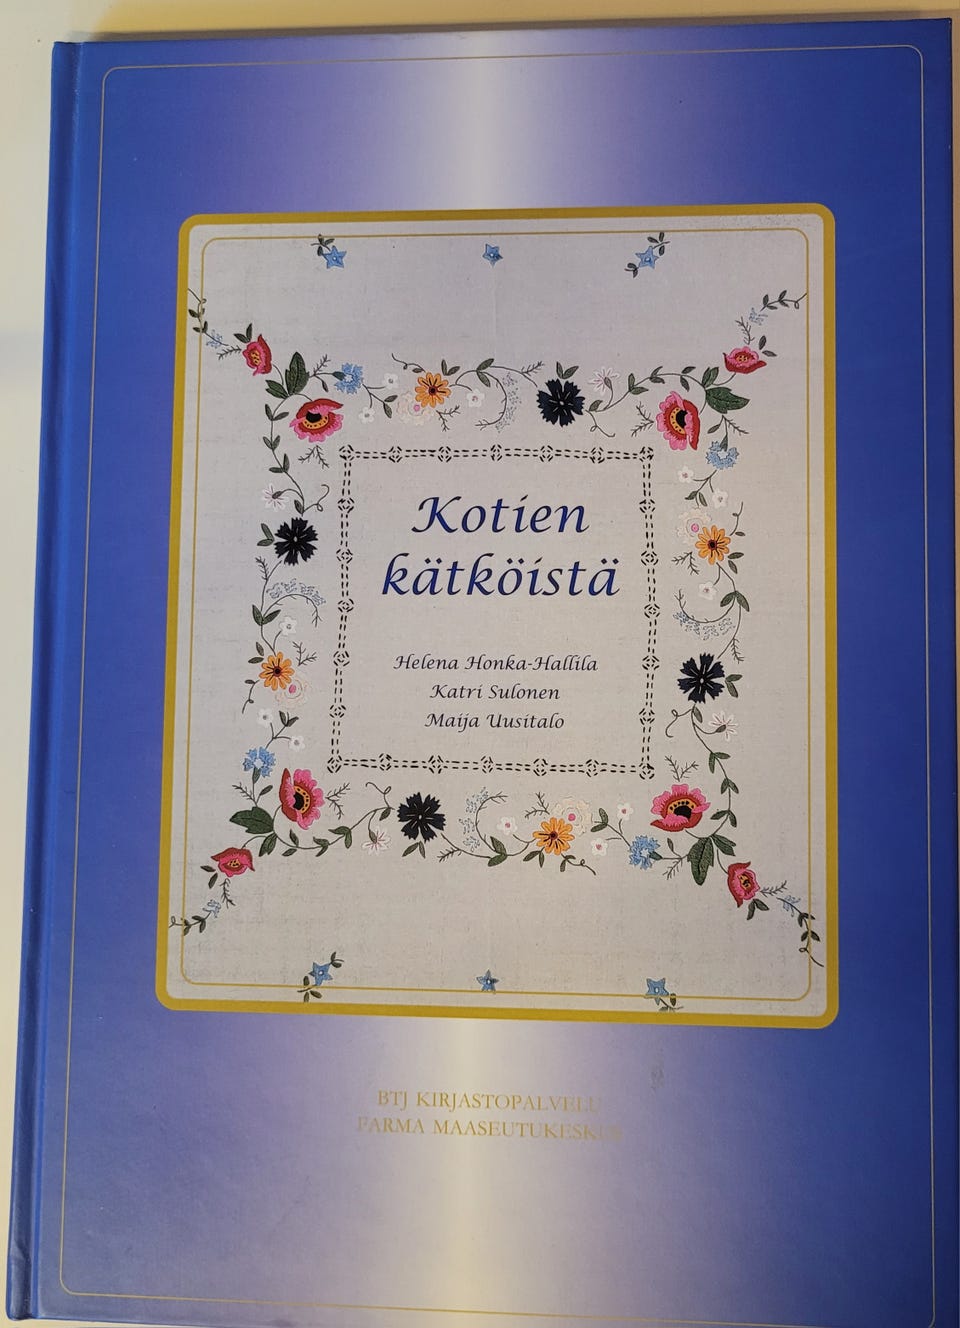 Kotien
kätköistä
Helena Honka-Hallila
Katri Sulonen
Maija Uusitalo
BTJ KIRJASTOPALVELU
FARMA MAASEUTUKESKUS